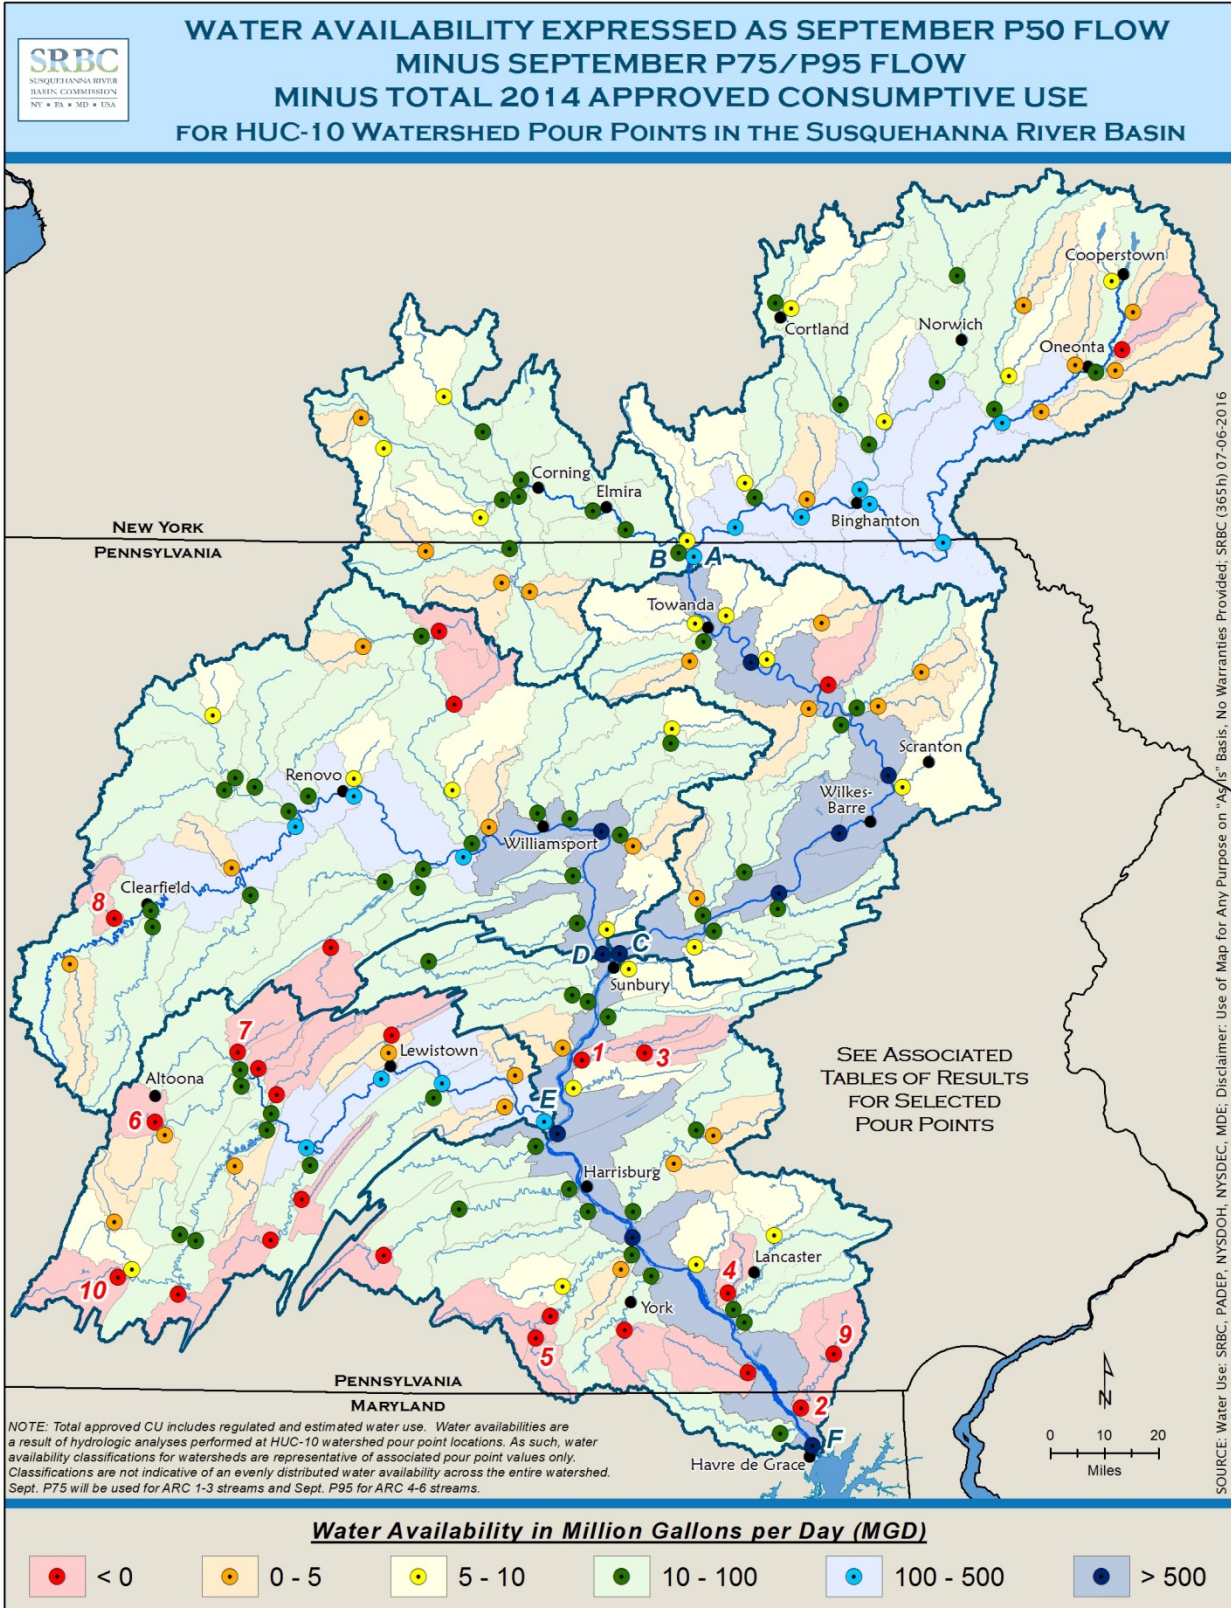 WATER AVAILABILITY EXPRESSED AS SEPTEMBER P50 FLOW
MINUS SEPTEMBER P75/P95 FLOW
MINUS TOTAL 2014 APPROVED CONSUMPTIVE USE
FOR HUC-10 WATERSHED POUR POINTS IN THE SUSQUEHANNA RIVER BASIN
SRBC
SUSQUEHANNA RIVER
BASIN COMMISSION
NY ▪ PA ▪ MD ▪ USA
Cooperstown
Cortland
Norwich
Oneonta
Corning
Elmira
Binghamton
NEW YORK
PENNSYLVANIA
B
A
Towanda
Scranton
Renovo
Wilkes-
Barre
Williamsport
Clearfield
8
D
C
Sunbury
7
Lewistown
1
3
Altoona
SEE ASSOCIATED
TABLES OF RESULTS
FOR SELECTED
POUR POINTS
6
E
Harrisburg
Lancaster
10
4
York
5
9
PENNSYLVANIA
MARYLAND
2
N
F
Havre de Grace
0 10 20
Miles
NOTE: Total approved CU includes regulated and estimated water use. Water availabilities are
a result of hydrologic analyses performed at HUC-10 watershed pour point locations. As such, water
availability classifications for watersheds are representative of associated pour point values only.
Classifications are not indicative of an evenly distributed water availability across the entire watershed.
Sept. P75 will be used for ARC 1-3 streams and Sept. P95 for ARC 4-6 streams.
SOURCE: Water Use: SRBC, PADEP, NYSDOH, NYSDEC, MDE; Disclaimer: Use of Map for Any Purpose on "As Is" Basis, No Warranties Provided; SRBC (365h) 07-06-2016
Water Availability in Million Gallons per Day (MGD)
< 0
0 - 5
5 - 10
10 - 100
100 - 500
> 500